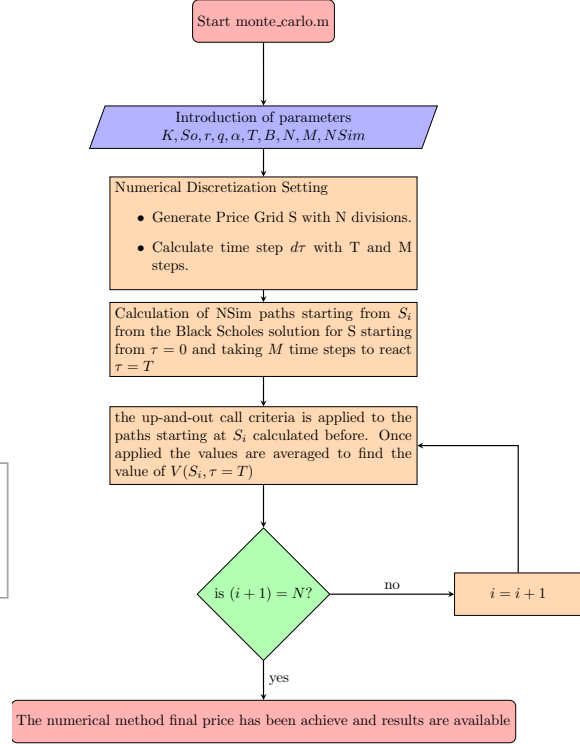 Start monte_carlo.m
Introduction of parameters
K, So, r, q, α, T, B, N, M, NSim
Numerical Discretization Setting
• Generate Price Grid S with N divisions.
• Calculate time step dτ with T and M
steps.
Calculation of NSim paths starting from S_i
from the Black Scholes solution for S starting
from τ = 0 and taking M time steps to react
τ = T
the up-and-out call criteria is applied to the
paths starting at S_i calculated before. Once
applied the values are averaged to find the
value of V(S_i, τ = T)
is (i + 1) = N?
no
i = i + 1
yes
The numerical method final price has been achieve and results are available